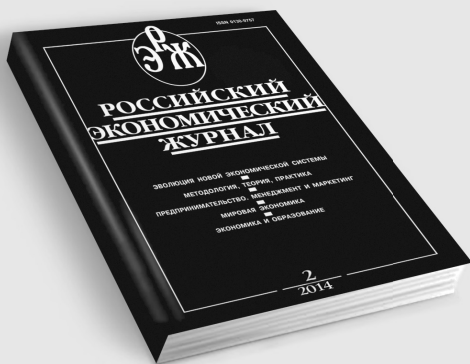 ISSN 0130-9757
ЭРЖ
РОССИЙСКИЙ
ЭКОНОМИЧЕСКИЙ
ЖУРНАЛ
ЭВОЛЮЦИЯ НОВОЙ ЭКОНОМИЧЕСКОЙ СИСТЕМЫ
МЕТОДОЛОГИЯ, ТЕОРИЯ, ПРАКТИКА
ПРЕДПРИНИМАТЕЛЬСТВО. МЕНЕДЖМЕНТ И МАРКЕТИНГ
МИРОВАЯ ЭКОНОМИКА
ЭКОНОМИКА И ОБРАЗОВАНИЕ
2
2014